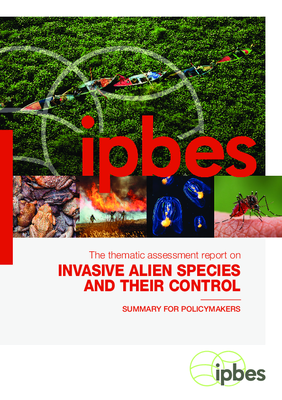 ipbes
The thematic assessment report on
INVASIVE ALIEN SPECIES
AND THEIR CONTROL
SUMMARY FOR POLICYMAKERS
ipbes